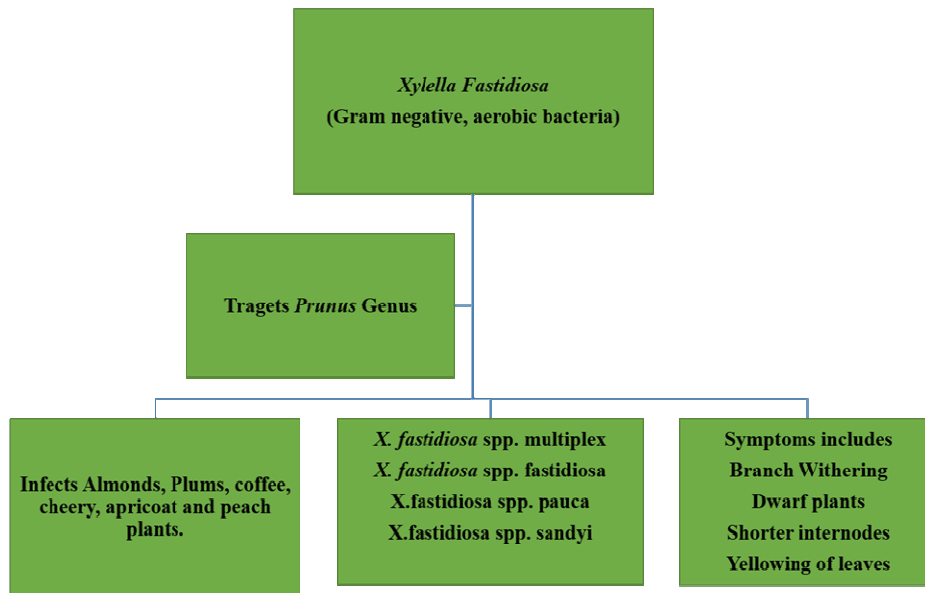 Xylella Fastidiosa
(Gram negative, aerobic bacteria)
Tragets Prunus Genus
Infects Almonds, Plums, coffee,
cheery, apricoat and peach
plants.
X. fastidiosa spp. multiplex
X. fastidiosa spp. fastidiosa
X.fastidiosa spp. pauca
X.fastidiosa spp. sandyi
Symptoms includes
Branch Withering
Dwarf plants
Shorter internodes
Yellowing of leaves